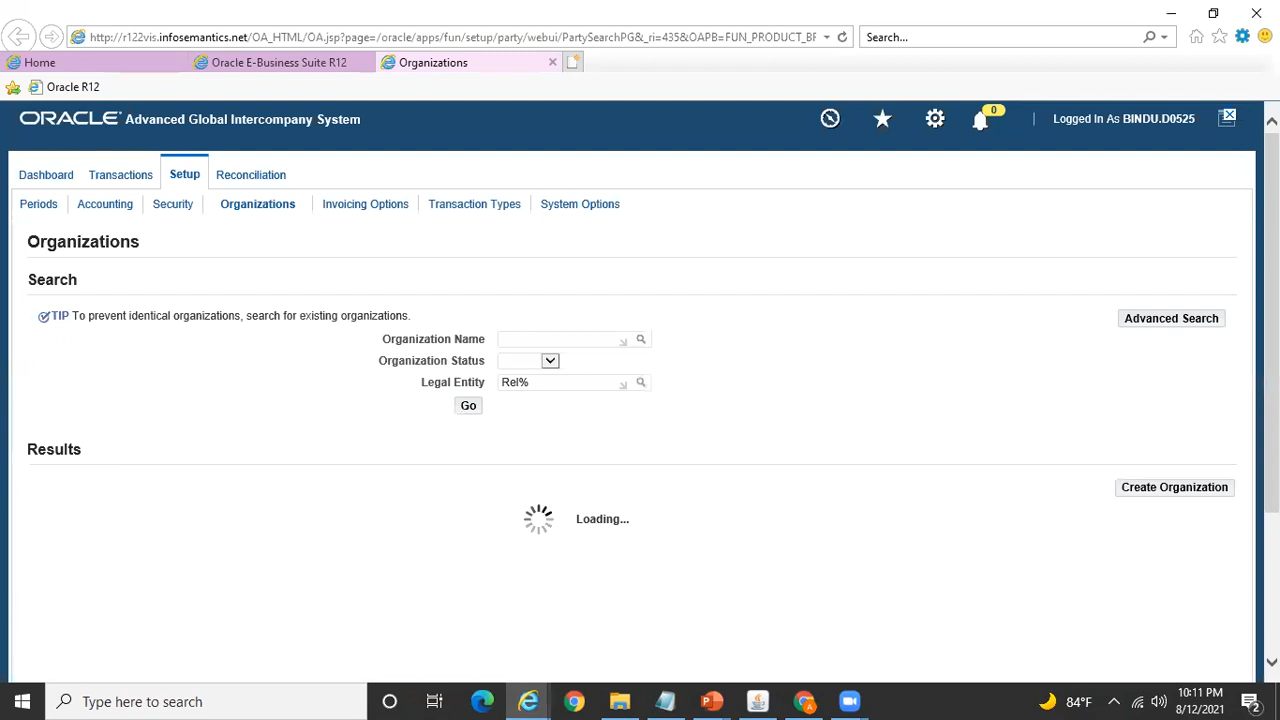 http://r122vis.infosemantics.net/OA_HTML/OA.jsp?page=/oracle/apps/fun/setup/party/webui/PartySearchPG&_ri=435&OAPB=FUN_PRODUCT_BF
Search...
Home
Oracle E-Business Suite R12
Organizations
Oracle R12
ORACLE Advanced Global Intercompany System
0
Logged In As BINDU.D0525
Dashboard
Transactions
Setup
Reconciliation
Periods
Accounting
Security
Organizations
Invoicing Options
Transaction Types
System Options
Organizations
Search
TIP To prevent identical organizations, search for existing organizations.
Advanced Search
Organization Name
Organization Status
Legal Entity Rel%
Go
Results
Create Organization
Loading...
Type here to search
84°F
10:11 PM
8/12/2021
2